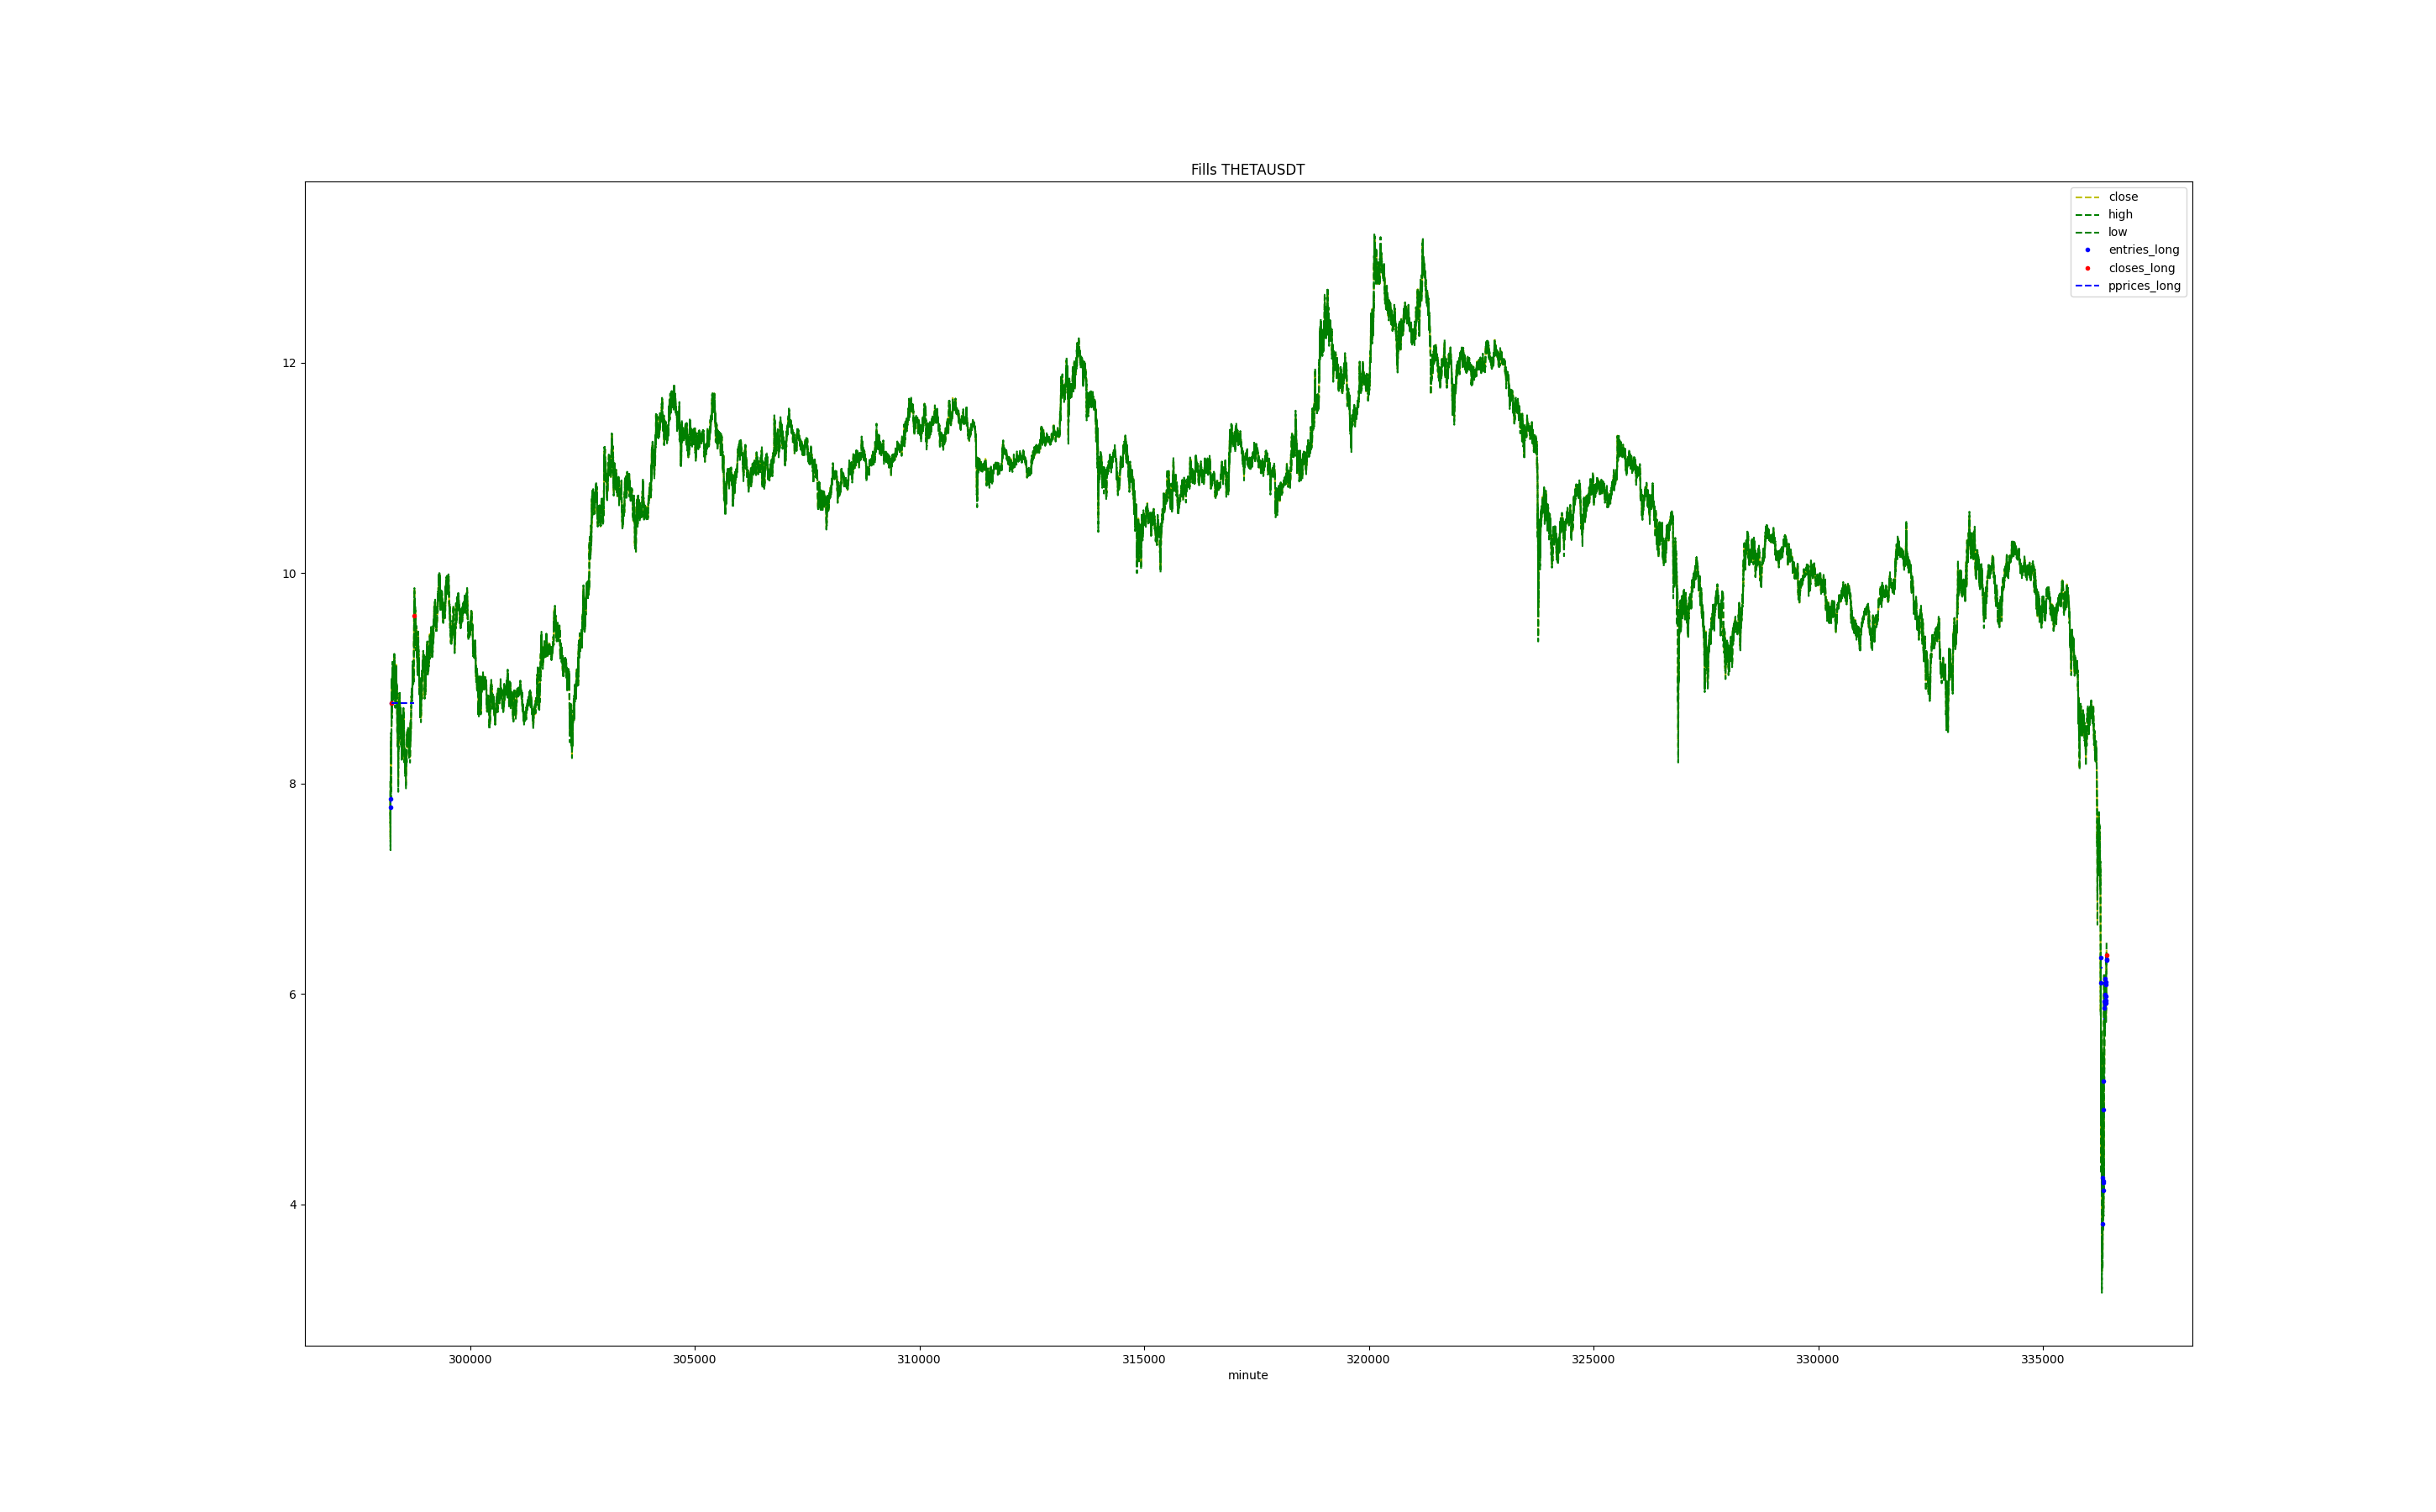 Fills THETAUSDT
close
high
low
entries_long
closes_long
pprices_long
12
10
8
6
4
300000 305000 310000 315000 320000 325000 330000 335000
minute